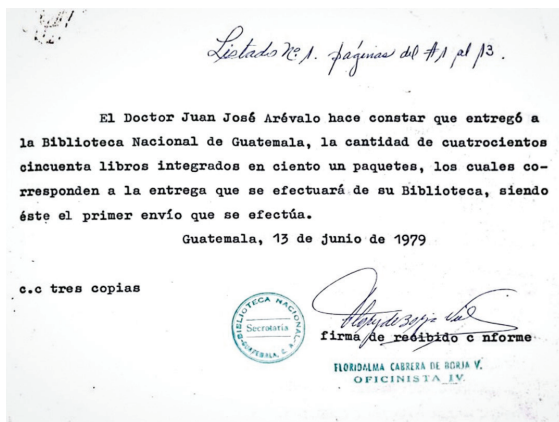 Listado Nº 1. páginas del #1 al 13.
El Doctor Juan José Arévalo hace constar que entregó a
la Biblioteca Nacional de Guatemala, la cantidad de cuatrocientos
cincuenta libros integrados en ciento un paquetes, los cuales co-
rresponden a la entrega que se efectuará de su Biblioteca, siendo
éste el primer envío que se efectúa.
Guatemala, 13 de junio de 1979
c.c tres copias
BIBLIOTECA NACIONAL
Secretaría
GUATEMALA, C. A.
firma de recibido c nforme
FLORIDALMA CABRERA DE BORJA V.
OFICINISTA IV.